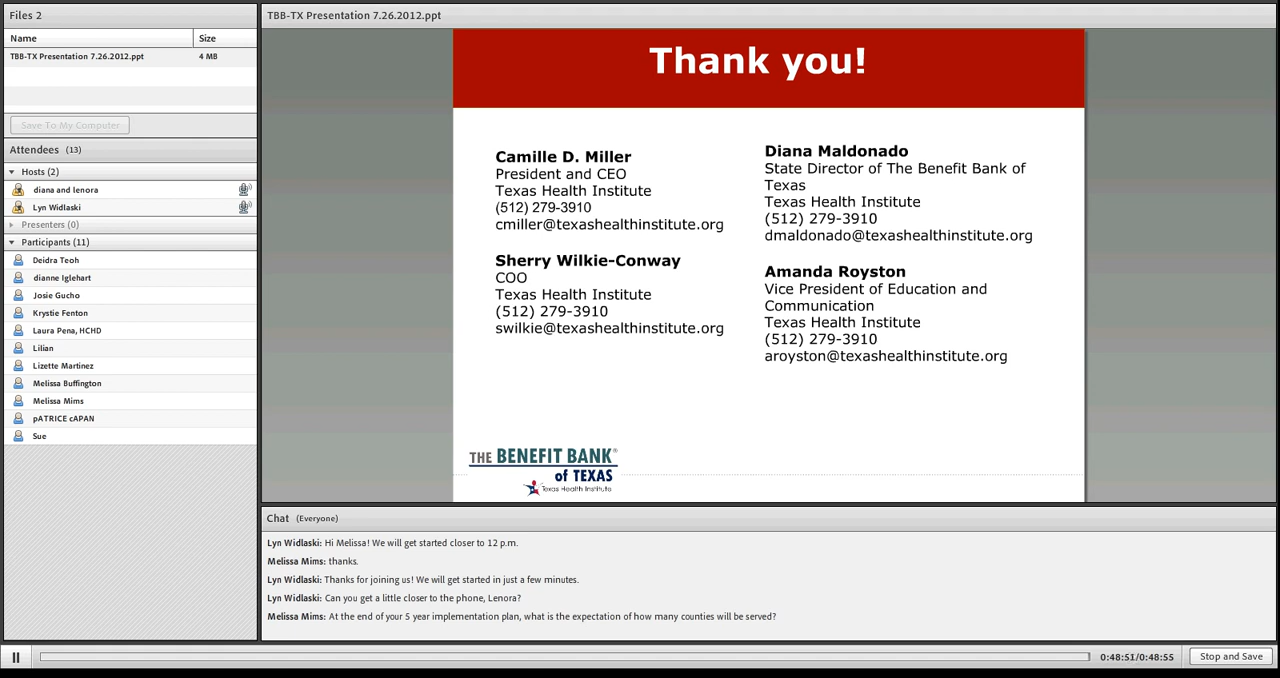 Files 2
Name Size
TBB-TX Presentation 7.26.2012.ppt 4 MB
Save To My Computer
Attendees (13)
Hosts (2)
diana and lenora
Lyn Widlaski
Presenters (0)
Participants (11)
Deidra Teoh
dianne Iglehart
Josie Gucho
Krystie Fenton
Laura Pena, HCHD
Lilian
Lizette Martinez
Melissa Buffington
Melissa Mims
pATRICE cAPAN
Sue
TBB-TX Presentation 7.26.2012.ppt
Thank you!
Camille D. Miller
President and CEO
Texas Health Institute
(512) 279-3910
cmiller@texashealthinstitute.org
Sherry Wilkie-Conway
COO
Texas Health Institute
(512) 279-3910
swilkie@texashealthinstitute.org
Diana Maldonado
State Director of The Benefit Bank of
Texas
Texas Health Institute
(512) 279-3910
dmaldonado@texashealthinstitute.org
Amanda Royston
Vice President of Education and
Communication
Texas Health Institute
(512) 279-3910
aroyston@texashealthinstitute.org
THE BENEFIT BANK®
of TEXAS
Texas Health Institute
Chat (Everyone)
Lyn Widlaski: Hi Melissa! We will get started closer to 12 p.m.
Melissa Mims: thanks.
Lyn Widlaski: Thanks for joining us! We will get started in just a few minutes.
Lyn Widlaski: Can you get a little closer to the phone, Lenora?
Melissa Mims: At the end of your 5 year implementation plan, what is the expectation of how many counties will be served?
0:48:51/0:48:55 Stop and Save